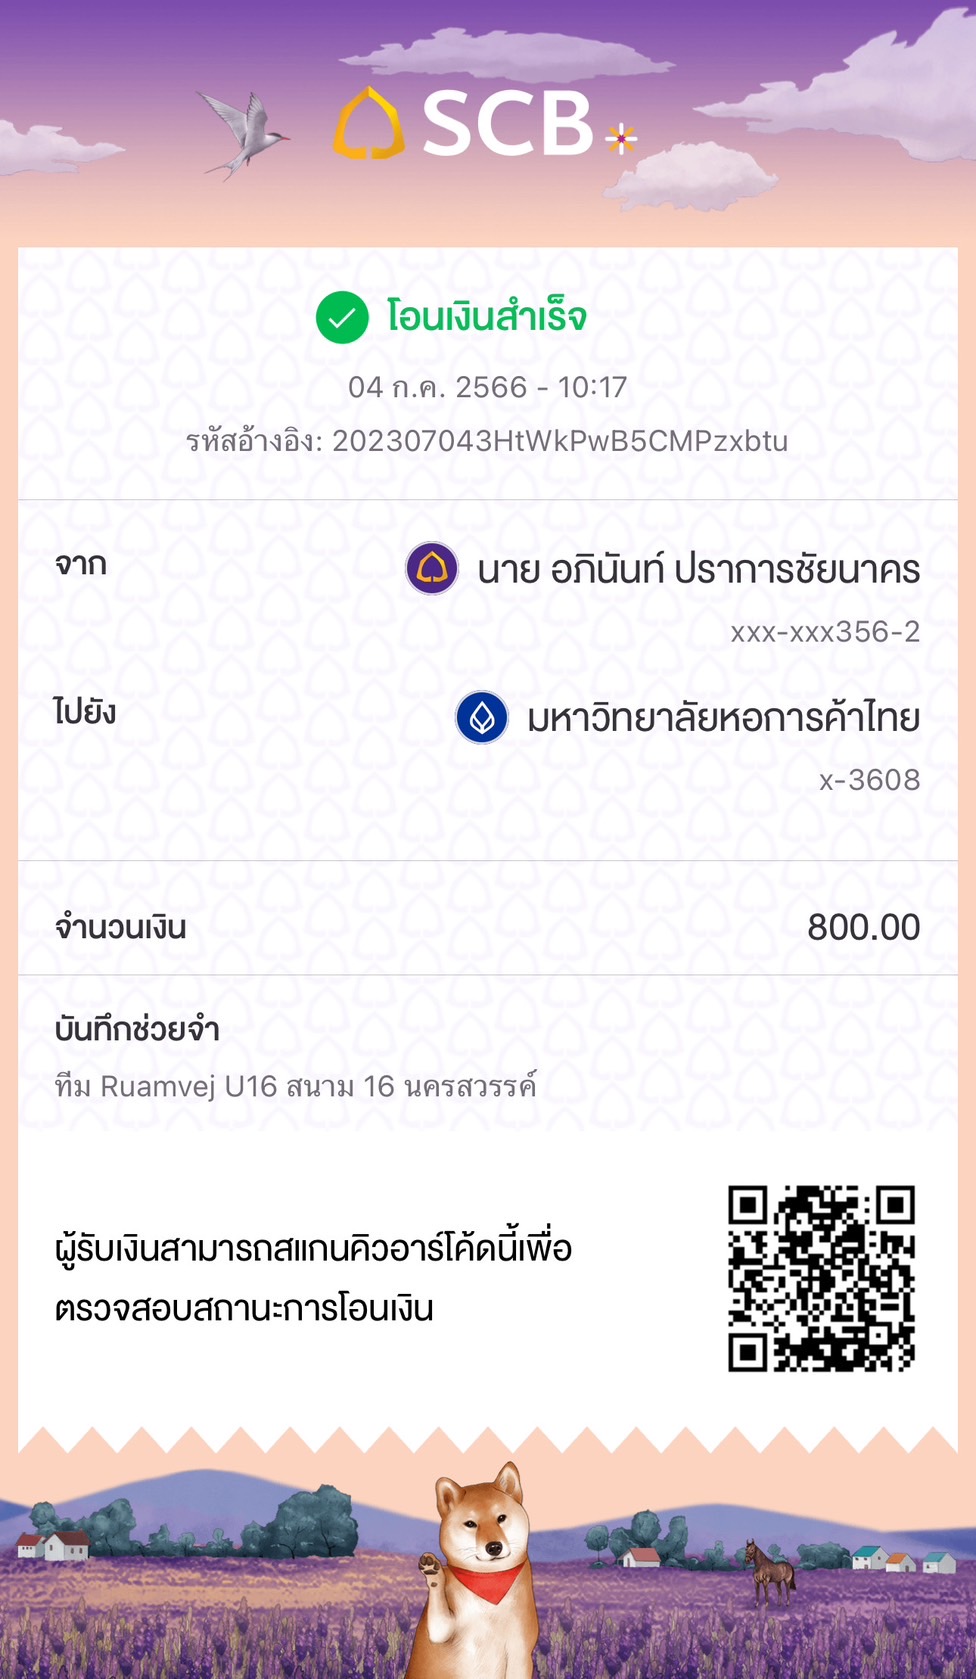 SCB
โอนเงินสำเร็จ
04 ก.ค. 2566 - 10:17
รหัสอ้างอิง: 202307043HtWkPwB5CMPzxbtu
จาก
นาย อภินันท์ ปราการชัยนาคร
xxx-xxx356-2
ไปยัง
มหาวิทยาลัยหอการค้าไทย
x-3608
จำนวนเงิน
800.00
บันทึกช่วยจำ
ทีม Ruamvej U16 สนาม 16 นครสวรรค์
ผู้รับเงินสามารถสแกนคิวอาร์โค้ดนี้เพื่อ
ตรวจสอบสถานะการโอนเงิน